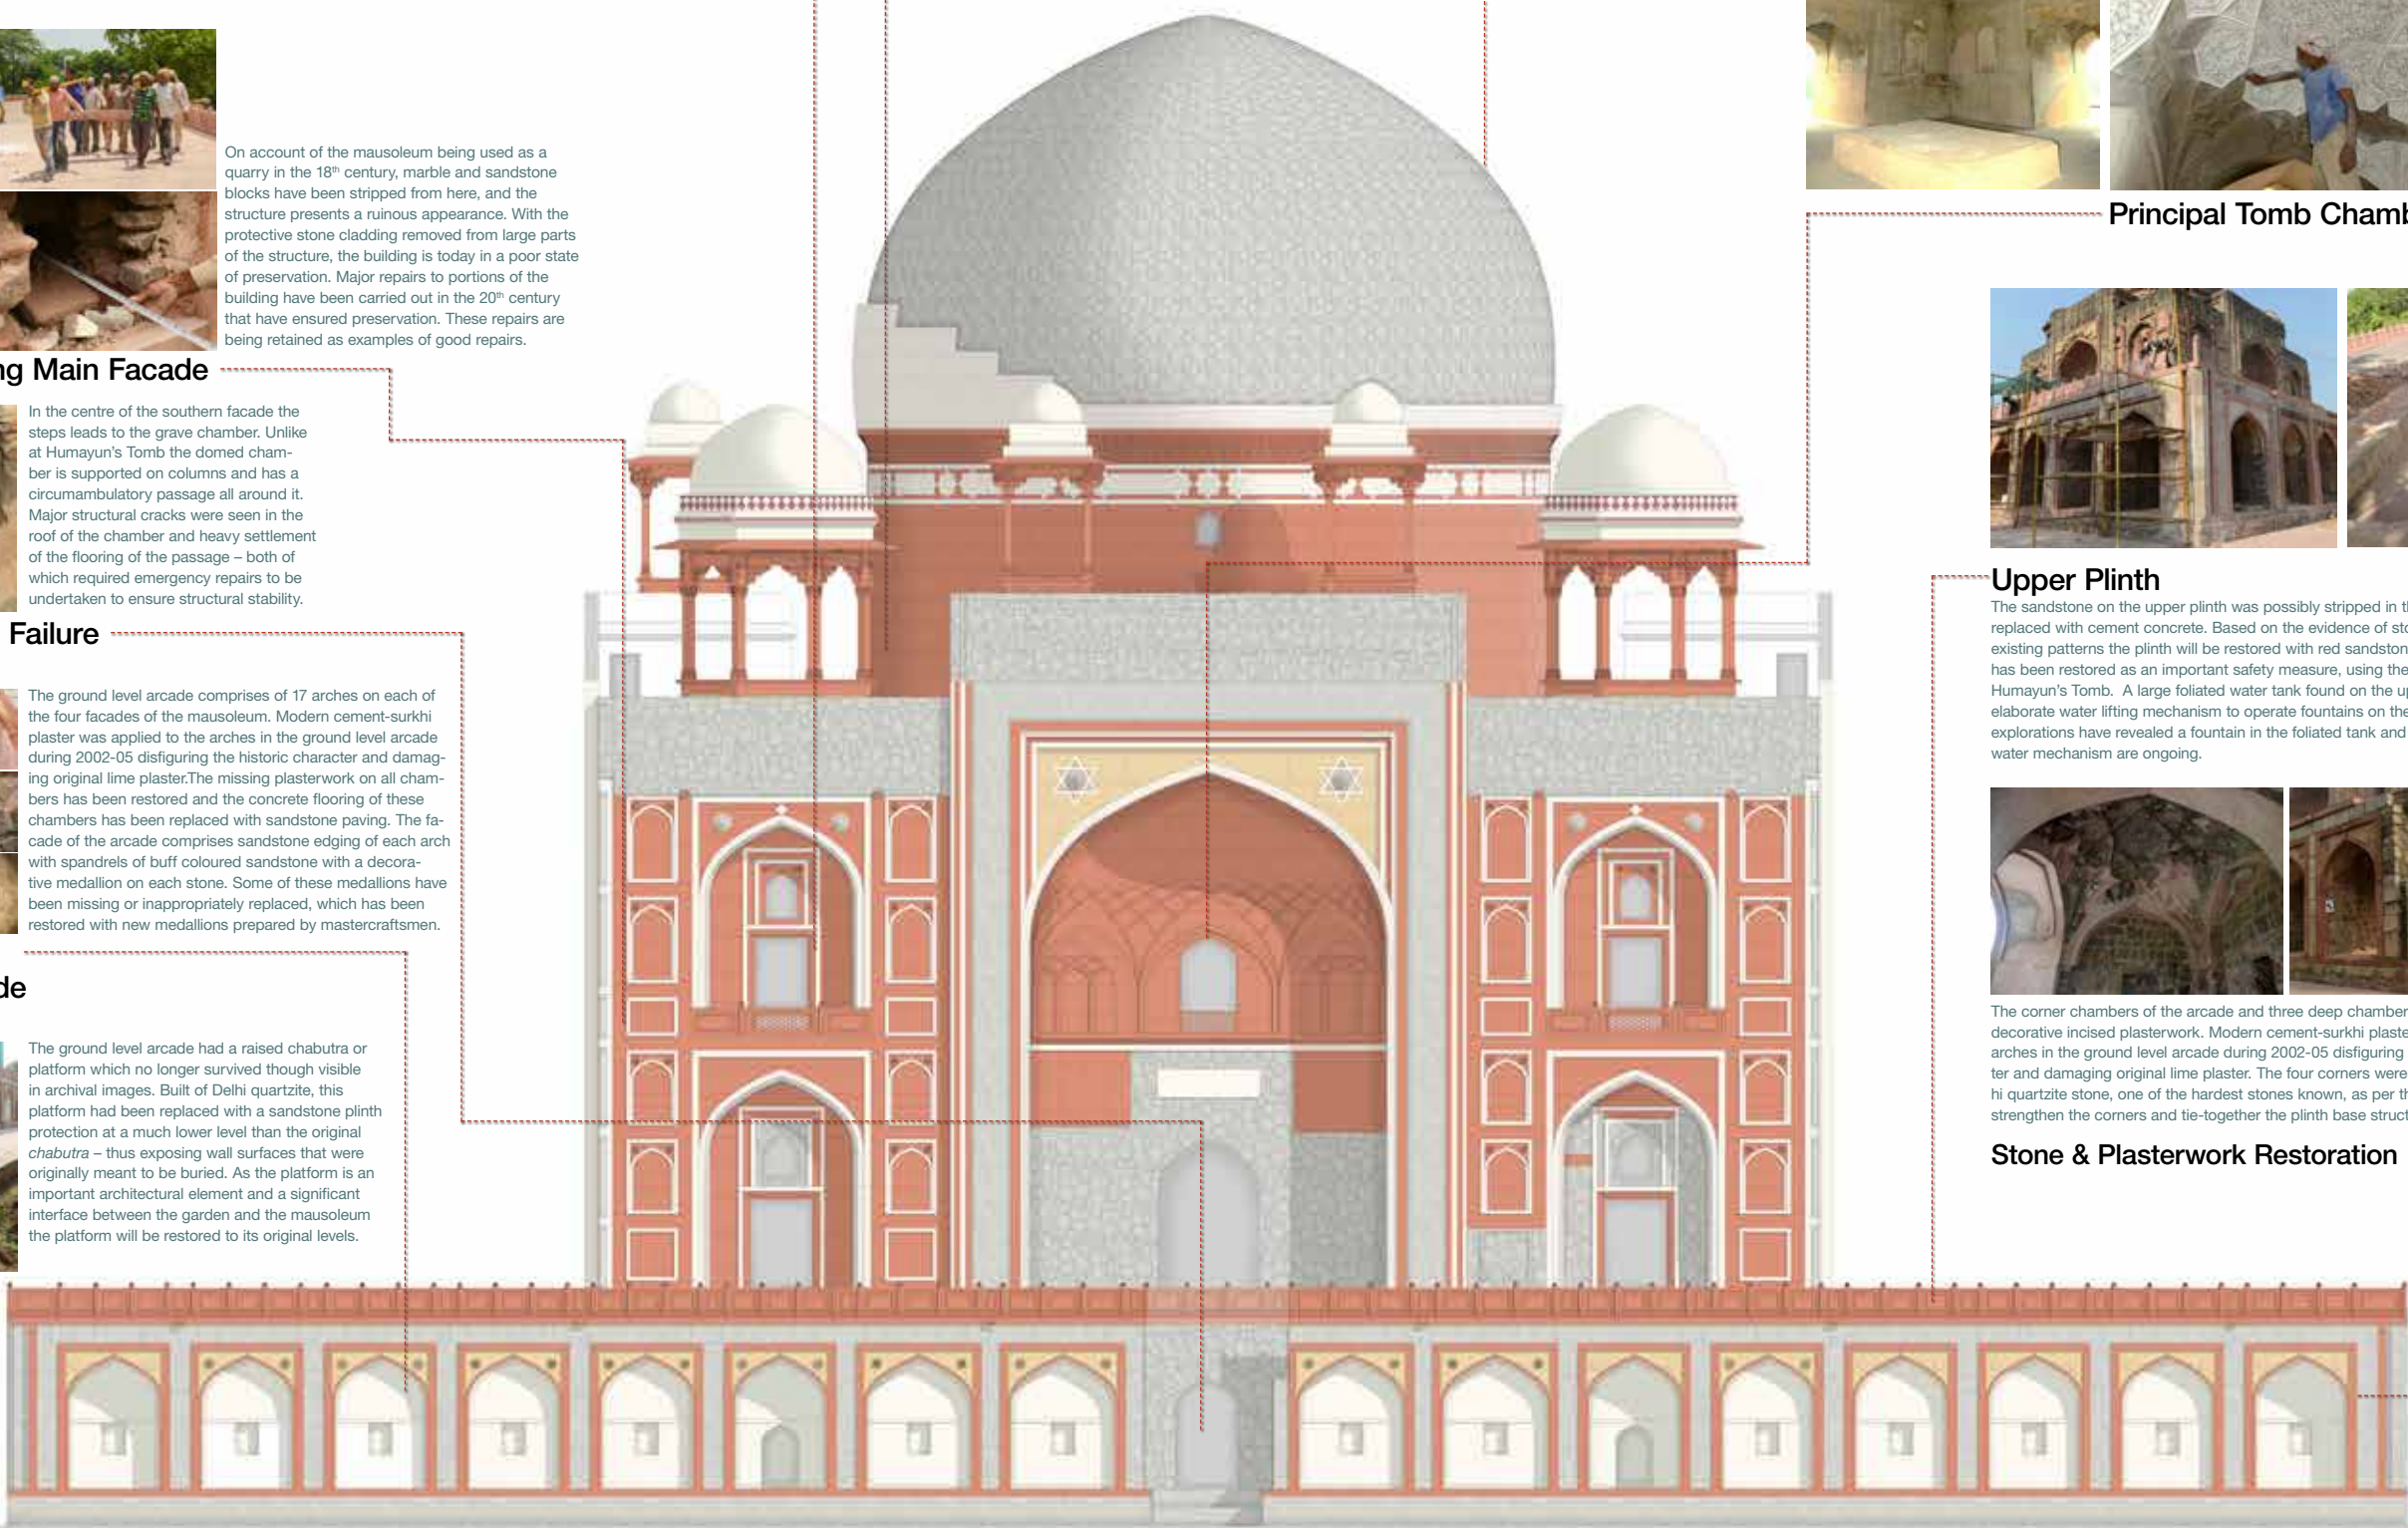 On account of the mausoleum being used as a
quarry in the 18th century, marble and sandstone
blocks have been stripped from here, and the
structure presents a ruinous appearance. With the
protective stone cladding removed from large parts
of the structure, the building is today in a poor state
of preservation. Major repairs to portions of the
building have been carried out in the 20th century
that have ensured preservation. These repairs are
being retained as examples of good repairs.
ng Main Facade
In the centre of the southern facade the
steps leads to the grave chamber. Unlike
at Humayun's Tomb the domed cham-
ber is supported on columns and has a
circumambulatory passage all around it.
Major structural cracks were seen in the
roof of the chamber and heavy settlement
of the flooring of the passage – both of
which required emergency repairs to be
undertaken to ensure structural stability.
Failure
The ground level arcade comprises of 17 arches on each of
the four facades of the mausoleum. Modern cement-surkhi
plaster was applied to the arches in the ground level arcade
during 2002-05 disfiguring the historic character and damag-
ing original lime plaster.The missing plasterwork on all cham-
bers has been restored and the concrete flooring of these
chambers has been replaced with sandstone paving. The fa-
cade of the arcade comprises sandstone edging of each arch
with spandrels of buff coloured sandstone with a decora-
tive medallion on each stone. Some of these medallions have
been missing or inappropriately replaced, which has been
restored with new medallions prepared by mastercraftsmen.
de
The ground level arcade had a raised chabutra or
platform which no longer survived though visible
in archival images. Built of Delhi quartzite, this
platform had been replaced with a sandstone plinth
protection at a much lower level than the original
chabutra – thus exposing wall surfaces that were
originally meant to be buried. As the platform is an
important architectural element and a significant
interface between the garden and the mausoleum
the platform will be restored to its original levels.
Principal Tomb Chamb
Upper Plinth
The sandstone on the upper plinth was possibly stripped in t
replaced with cement concrete. Based on the evidence of sto
existing patterns the plinth will be restored with red sandston
has been restored as an important safety measure, using the
Humayun's Tomb. A large foliated water tank found on the u
elaborate water lifting mechanism to operate fountains on the
explorations have revealed a fountain in the foliated tank and
water mechanism are ongoing.
The corner chambers of the arcade and three deep chamber
decorative incised plasterwork. Modern cement-surkhi plaste
arches in the ground level arcade during 2002-05 disfiguring
ter and damaging original lime plaster. The four corners were
hi quartzite stone, one of the hardest stones known, as per th
strengthen the corners and tie-together the plinth base struct
Stone & Plasterwork Restoration